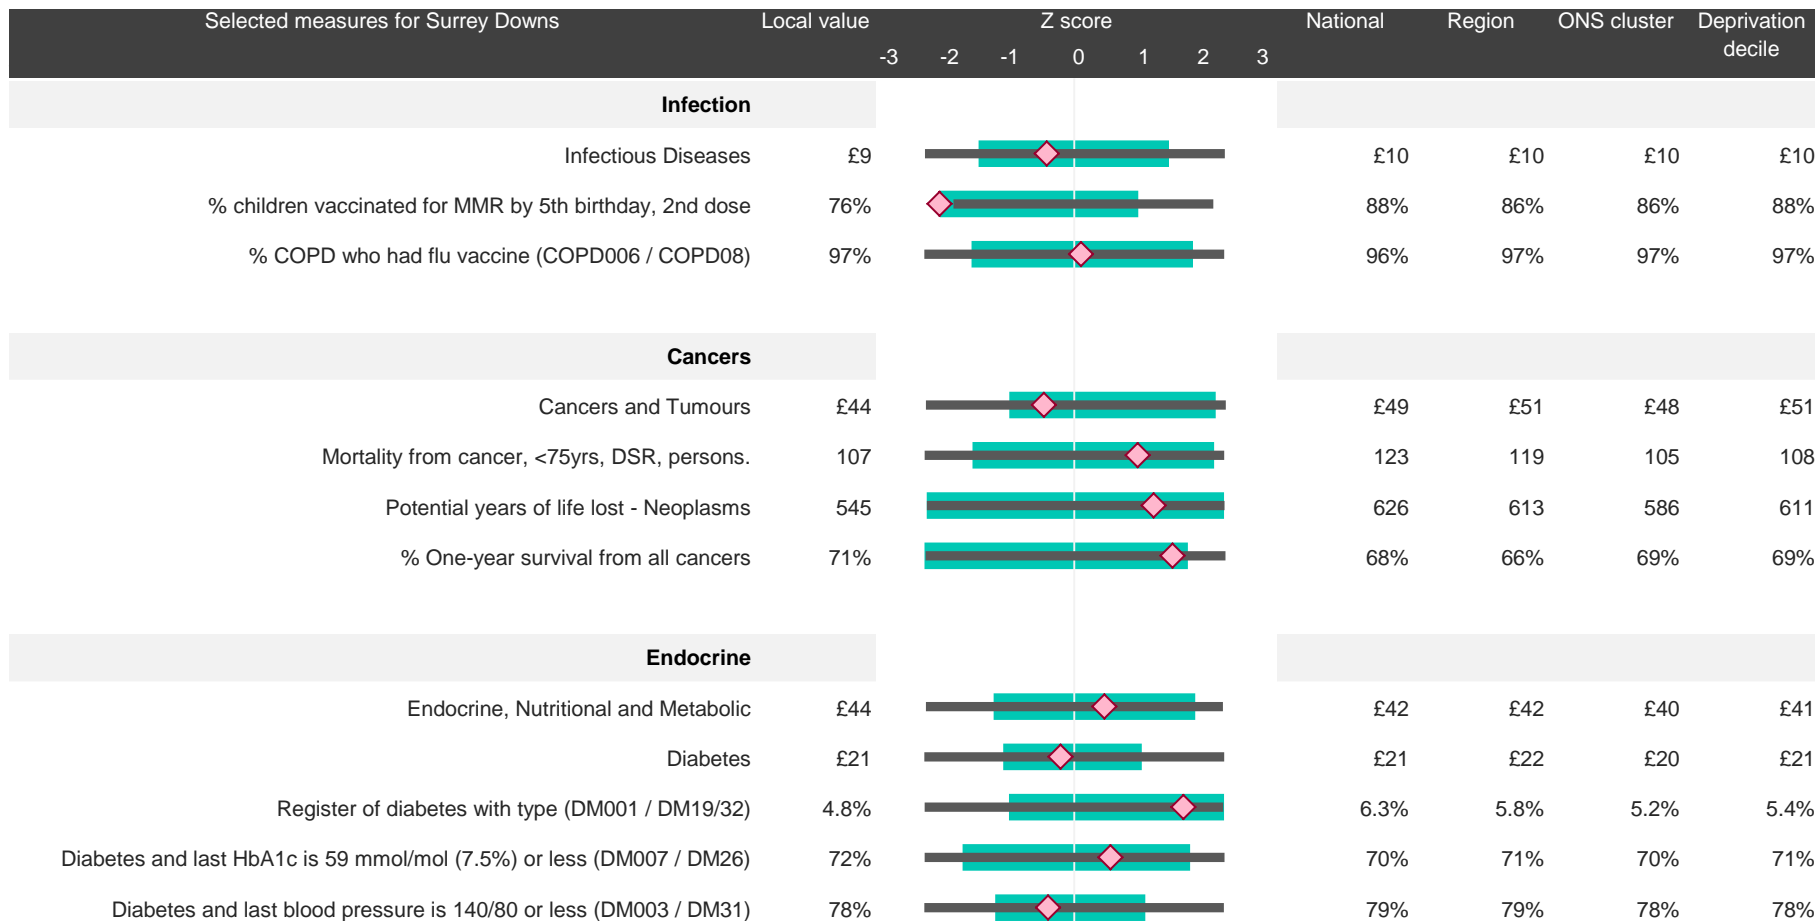 Selected measures for Surrey Downs Local value Z score National Region ONS cluster Deprivation decile
-3 -2 -1 0 1 2 3
Infection
Infectious Diseases £9 £10 £10 £10 £10
% children vaccinated for MMR by 5th birthday, 2nd dose 76% 88% 86% 86% 88%
% COPD who had flu vaccine (COPD006 / COPD08) 97% 96% 97% 97% 97%
Cancers
Cancers and Tumours £44 £49 £51 £48 £51
Mortality from cancer, <75yrs, DSR, persons. 107 123 119 105 108
Potential years of life lost - Neoplasms 545 626 613 586 611
% One-year survival from all cancers 71% 68% 66% 69% 69%
Endocrine
Endocrine, Nutritional and Metabolic £44 £42 £42 £40 £41
Diabetes £21 £21 £22 £20 £21
Register of diabetes with type (DM001 / DM19/32) 4.8% 6.3% 5.8% 5.2% 5.4%
Diabetes and last HbA1c is 59 mmol/mol (7.5%) or less (DM007 / DM26) 72% 70% 71% 70% 71%
Diabetes and last blood pressure is 140/80 or less (DM003 / DM31) 78% 79% 79% 78% 78%